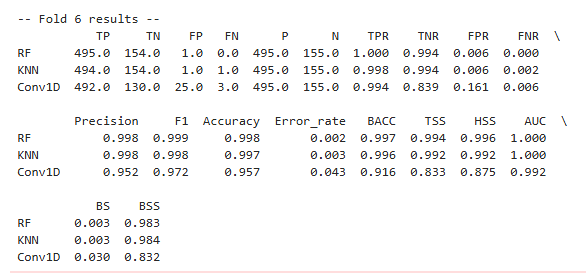 -- Fold 6 results --
TP TN FP FN P N TPR TNR FPR FNR \
RF 495.0 154.0 1.0 0.0 495.0 155.0 1.000 0.994 0.006 0.000
KNN 494.0 154.0 1.0 1.0 495.0 155.0 0.998 0.994 0.006 0.002
Conv1D 492.0 130.0 25.0 3.0 495.0 155.0 0.994 0.839 0.161 0.006
Precision F1 Accuracy Error_rate BACC TSS HSS AUC \
RF 0.998 0.999 0.998 0.002 0.997 0.994 0.996 1.000
KNN 0.998 0.998 0.997 0.003 0.996 0.992 0.992 1.000
Conv1D 0.952 0.972 0.957 0.043 0.916 0.833 0.875 0.992
BS BSS
RF 0.003 0.983
KNN 0.003 0.984
Conv1D 0.030 0.832